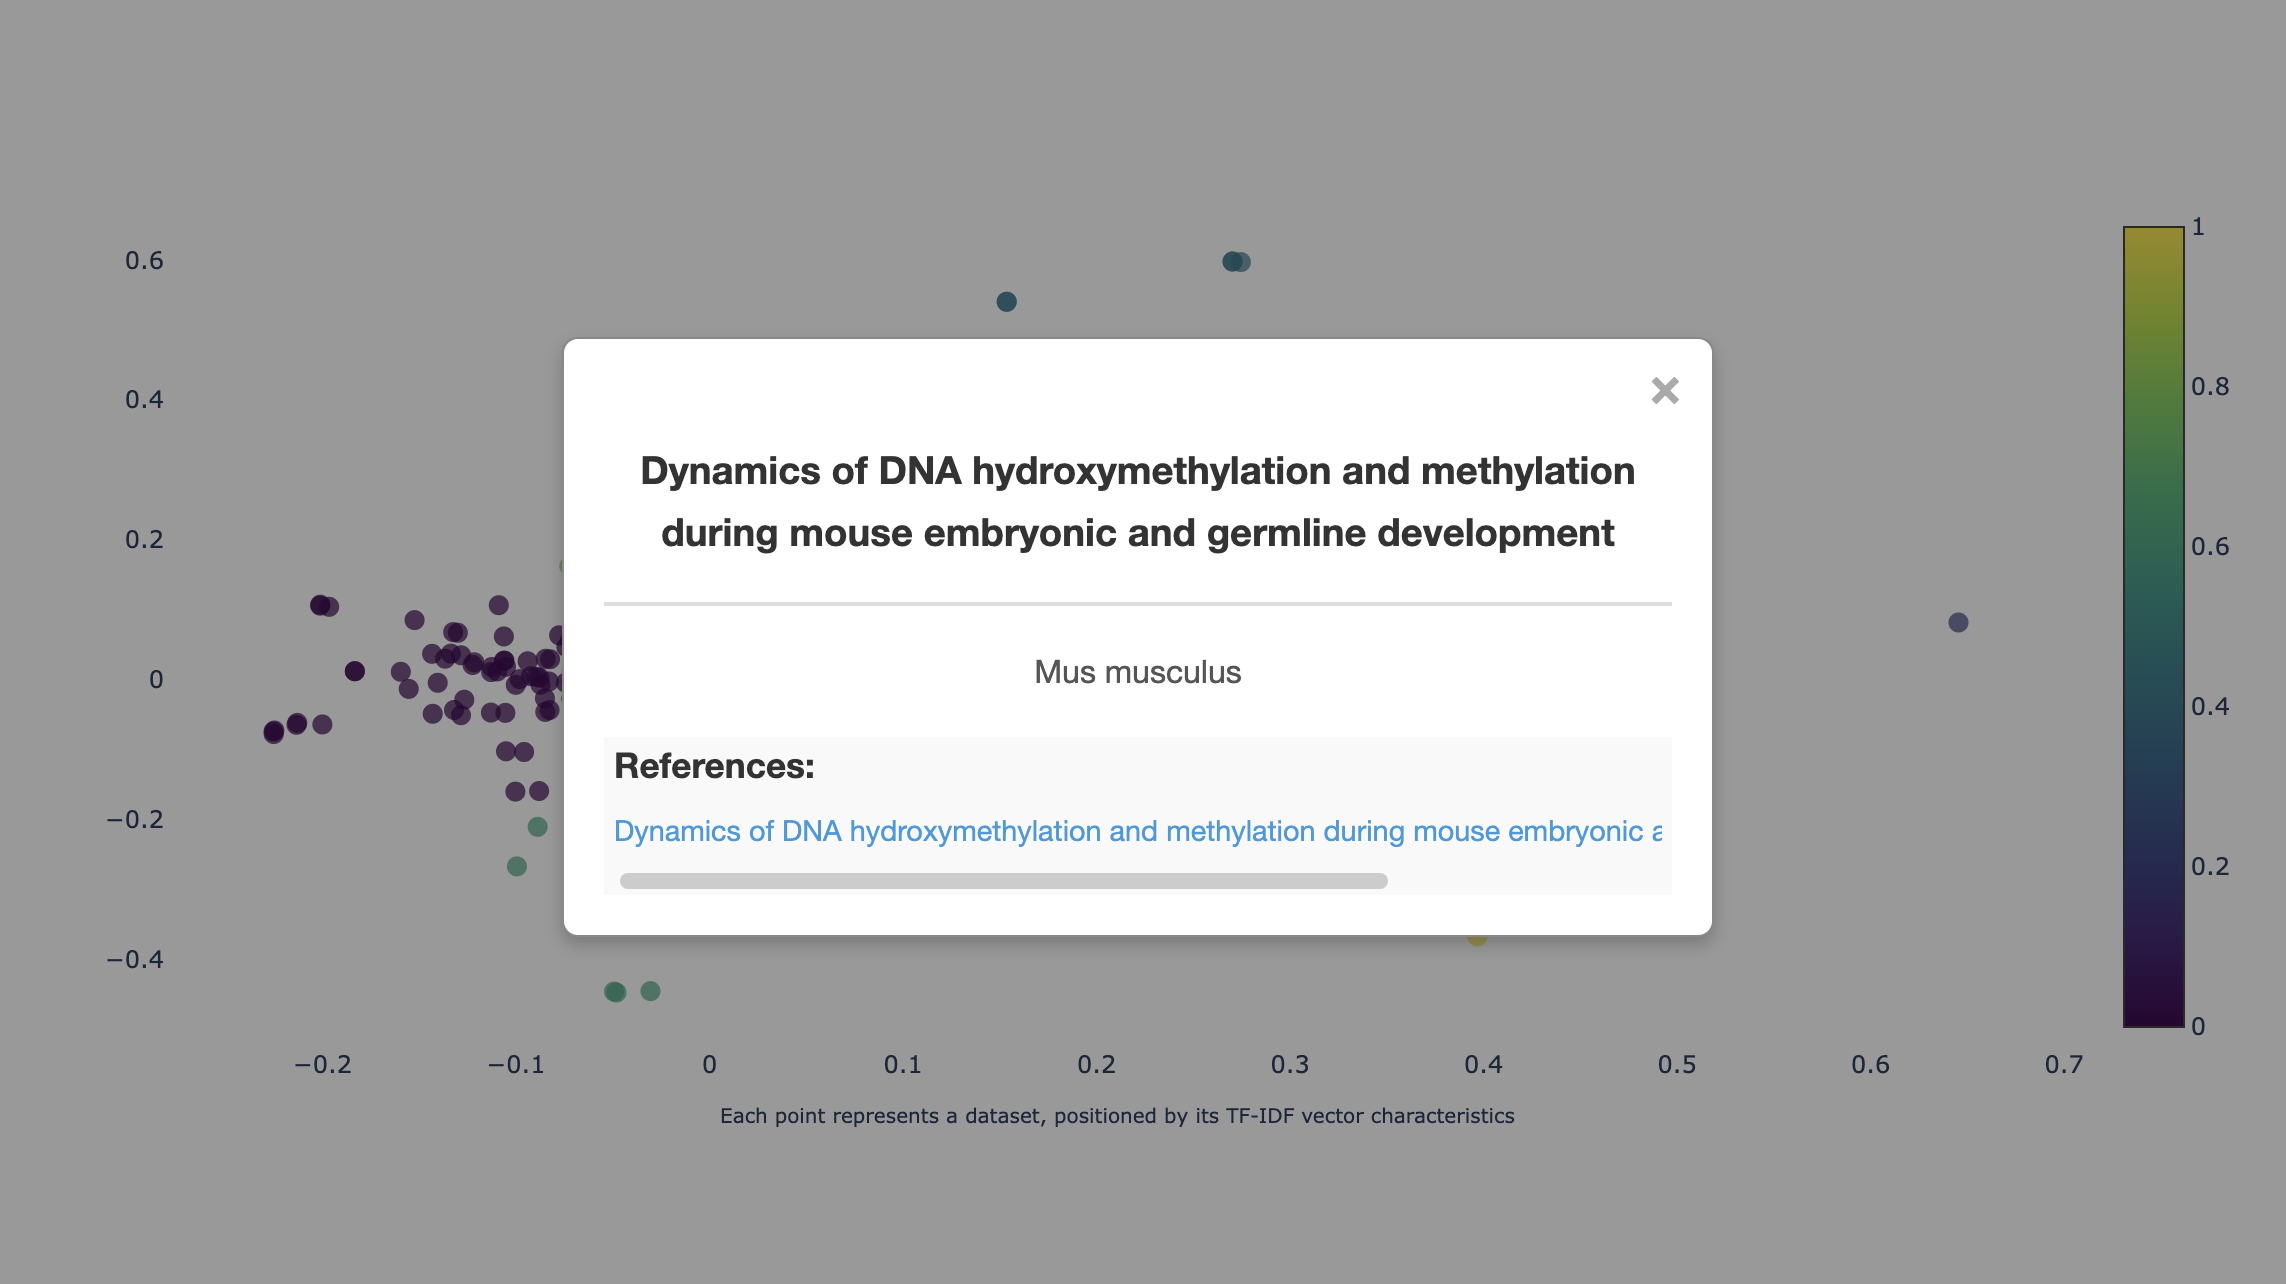 0.6
0.4
0.2
0
−0.2
−0.4
Dynamics of DNA hydroxymethylation and methylation
during mouse embryonic and germline development
Mus musculus
References:
Dynamics of DNA hydroxymethylation and methylation during mouse embryonic a
1
0.8
0.6
0.4
0.2
0
−0.2 −0.1 0 0.1 0.2 0.3 0.4 0.5 0.6 0.7
Each point represents a dataset, positioned by its TF-IDF vector characteristics